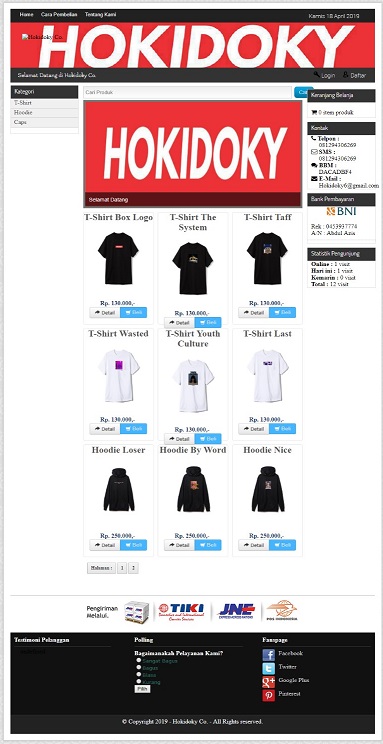 Home Cara Pembelian Tentang Kami
Kamis 18 April 2019
Hokidoky Co.
HOKIDOKY
Selamat Datang di Hokidoky Co.
Login Daftar
Kategori
T-Shirt
Hoodie
Caps
Cari Produk
Cari
HOKIDOKY
Selamat Datang
T-Shirt Box Logo
Rp. 130.000,-
Detail Beli
T-Shirt The System
Rp. 130.000,-
Detail Beli
T-Shirt Taff
Rp. 130.000,-
Detail Beli
T-Shirt Wasted
Rp. 130.000,-
Detail Beli
T-Shirt Youth Culture
Rp. 130.000,-
Detail Beli
T-Shirt Last
Rp. 130.000,-
Detail Beli
Hoodie Loser
Rp. 250.000,-
Detail Beli
Hoodie By Word
Rp. 250.000,-
Detail Beli
Hoodie Nice
Rp. 250.000,-
Detail Beli
Halaman : 1 2
Keranjang Belanja
0 item produk
Kontak
Telpon :
081294306269
SMS :
081294306269
BBM :
DACADBF4
E-Mail :
Hokidoky6@gmail.com
Bank Pembayaran
BNI
Rek : 0453937774
A/N : Abdul Azis
Statistik Pengunjung
Online : 1 visit
Hari ini : 1 visit
Kemarin : 0 visit
Total : 12 visit
Pengiriman
Melalui.
TIKI
JNE
EXPRESS ACROSS NATIONS
POS INDONESIA
Testimoni Pelanggan
Polling
Bagaimanakah Pelayanan Kami?
Sangat Bagus
Bagus
Biasa
Kurang
Pilih
Fanspage
Facebook
Twitter
Google Plus
Pinterest
© Copyright 2019 - Hokidoky Co. - All Rights reserved.